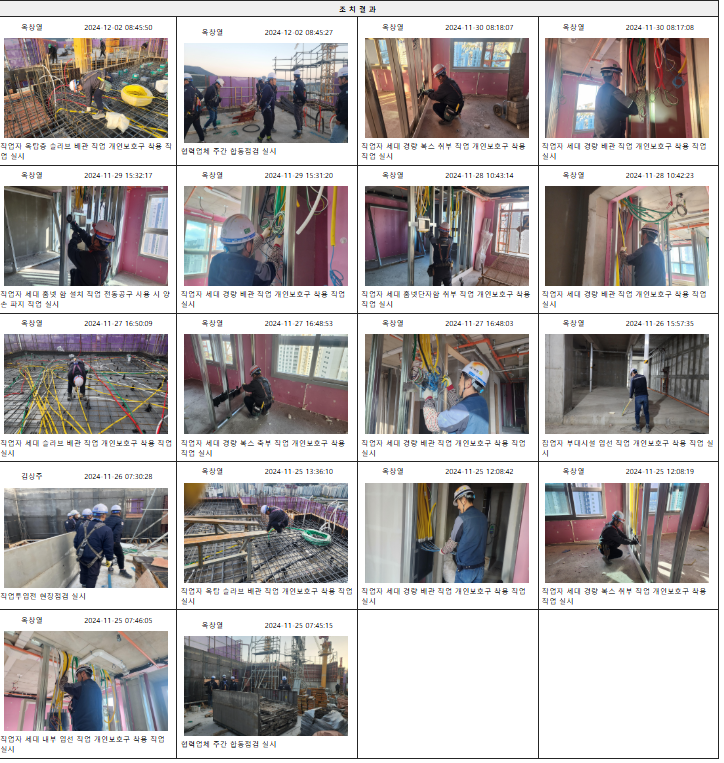 조 치 결 과
옥상열 2024-12-02 08:45:50
작업자 옥탑층 슬라브 배관 작업 개인보호구 착용 작
업 실시
옥상열 2024-12-02 08:45:27
협력업체 주간 합동점검 실시
옥상열 2024-11-30 08:18:07
작업자 세대 경량 복스 취부 작업 개인보호구 착용 작
업 실시
옥상열 2024-11-30 08:17:08
작업자 세대 경량 배관 작업 개인보호구 착용 작업
실시
옥상열 2024-11-29 15:32:17
작업자 세대 홈넷 함 설치 작업 전동공구 사용 시 양
손 파지 작업 실시
옥상열 2024-11-29 15:31:20
작업자 세대 경량 배관 작업 개인보호구 착용 작업
실시
옥상열 2024-11-28 10:43:14
작업자 세대 홈넷단자함 취부 작업 개인보호구 착용
작업 실시
옥상열 2024-11-28 10:42:23
작업자 세대 경량 배관 작업 개인보호구 착용 작업
실시
옥상열 2024-11-27 16:50:09
작업자 세대 슬라브 배관 작업 개인보호구 착용 작업
실시
옥상열 2024-11-27 16:48:53
작업자 세대 경량 복스 축부 작업 개인보호구 착용
작업 실시
옥상열 2024-11-27 16:48:03
작업자 세대 경량 배관 작업 개인보호구 착용 작업
실시
옥상열 2024-11-26 15:57:35
작업자 부대시설 입선 작업 개인보호구 착용 작업 실
시
김상주 2024-11-26 07:30:28
작업투입전 현장점검 실시
옥상열 2024-11-25 13:36:10
작업자 옥탑 슬라브 배관 작업 개인보호구 착용 작업
실시
옥상열 2024-11-25 12:08:42
작업자 세대 경량 배관 작업 개인보호구 착용 작업
실시
옥상열 2024-11-25 12:08:19
작업자 세대 경량 복스 취부 작업 개인보호구 착용
작업 실시
옥상열 2024-11-25 07:46:05
작업자 세대 내부 입선 작업 개인보호구 착용 작업
실시
옥상열 2024-11-25 07:45:15
협력업체 주간 합동점검 실시